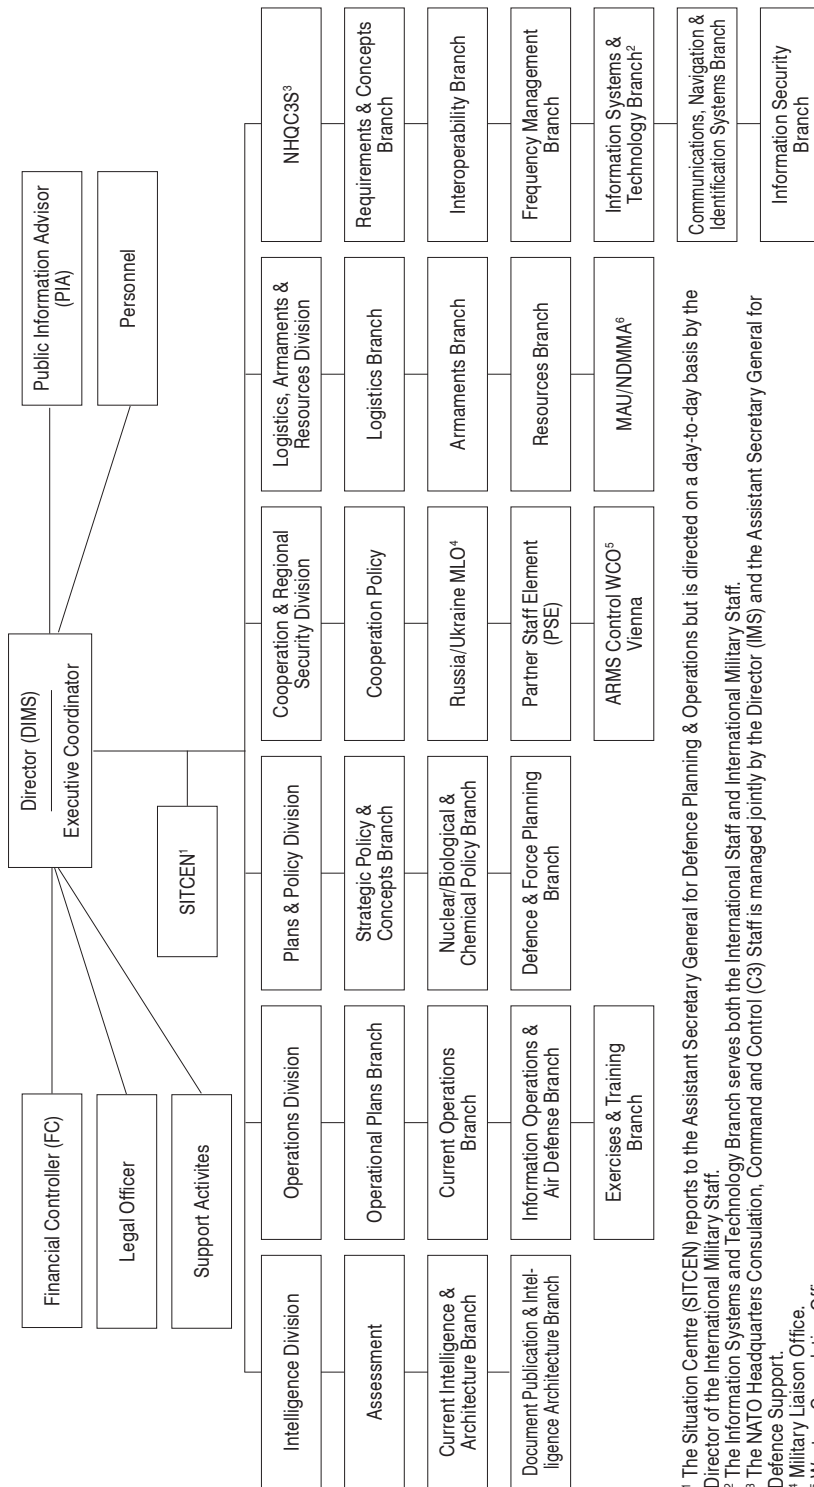 Director (DIMS)
Executive Coordinator
Financial Controller (FC)
Legal Officer
Support Activites
Public Information Advisor
(PIA)
Personnel
SITCEN1
Intelligence Division
Assessment
Current Intelligence &
Architecture Branch
Document Publication & Intel-
ligence Architecture Branch
Operations Division
Operational Plans Branch
Current Operations
Branch
Information Operations &
Air Defense Branch
Exercises & Training
Branch
Plans & Policy Division
Strategic Policy &
Concepts Branch
Nuclear/Biological &
Chemical Policy Branch
Defence & Force Planning
Branch
Cooperation & Regional
Security Division
Cooperation Policy
Russia/Ukraine MLO4
Partner Staff Element
(PSE)
ARMS Control WCO5
Vienna
Logistics, Armaments &
Resources Division
Logistics Branch
Armaments Branch
Resources Branch
MAU/NDMMA6
NHQC3S3
Requirements & Concepts
Branch
Interoperability Branch
Frequency Management
Branch
Information Systems &
Technology Branch2
Communications, Navigation &
Identification Systems Branch
Information Security
Branch
1 The Situation Centre (SITCEN) reports to the Assistant Secretary General for Defence Planning & Operations but is directed on a day-to-day basis by the
Director of the International Military Staff.
2 The Information Systems and Technology Branch serves both the International Staff and International Military Staff.
3 The NATO Headquarters Consulation, Command and Control (C3) Staff is managed jointly by the Director (IMS) and the Assistant Secretary General for
Defence Support.
4 Military Liaison Office.